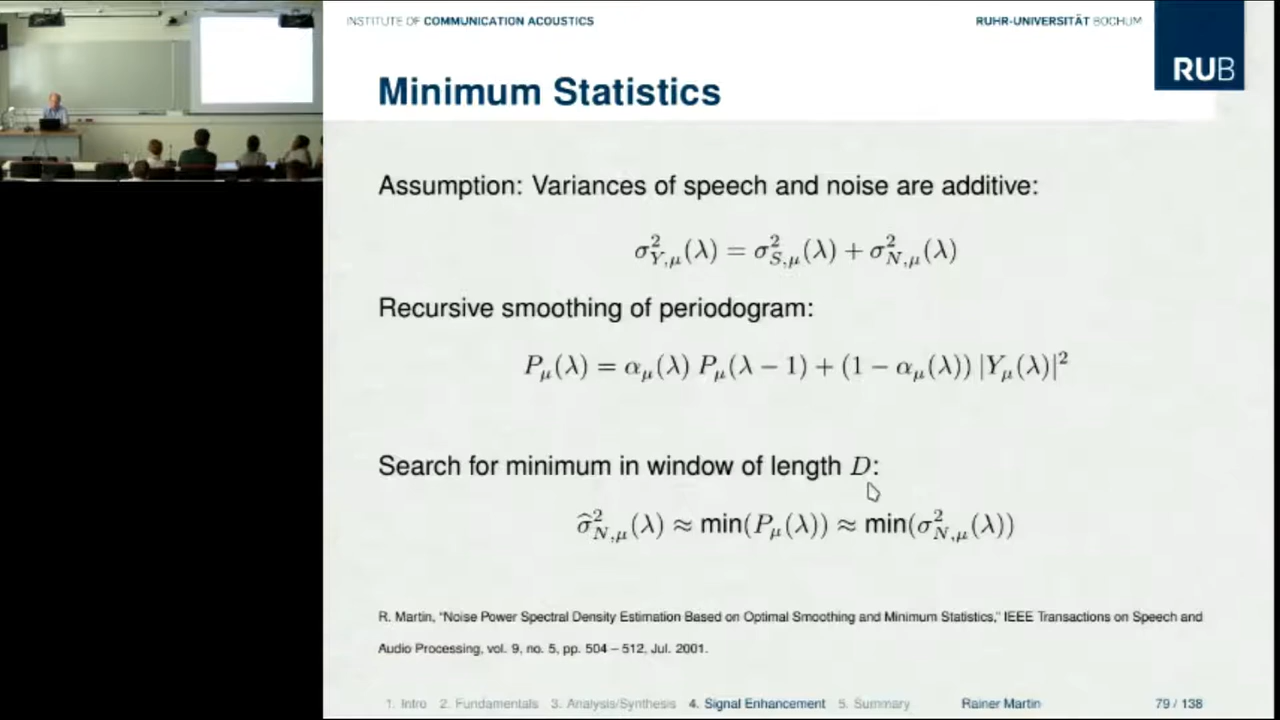 INSTITUTE OF COMMUNICATION ACOUSTICS
RUHR-UNIVERSITÄT BOCHUM
RUB
Minimum Statistics
Assumption: Variances of speech and noise are additive:
σ²_{Y,μ}(λ) = σ²_{S,μ}(λ) + σ²_{N,μ}(λ)
Recursive smoothing of periodogram:
P_μ(λ) = α_μ(λ) P_μ(λ − 1) + (1 − α_μ(λ)) |Y_μ(λ)|²
Search for minimum in window of length D:
σ̂²_{N,μ}(λ) ≈ min(P_μ(λ)) ≈ min(σ²_{N,μ}(λ))
R. Martin, "Noise Power Spectral Density Estimation Based on Optimal Smoothing and Minimum Statistics," IEEE Transactions on Speech and
Audio Processing, vol. 9, no. 5, pp. 504 – 512, Jul. 2001.
1. Intro 2. Fundamentals 3. Analysis/Synthesis 4. Signal Enhancement 5. Summary Rainer Martin 79 / 138